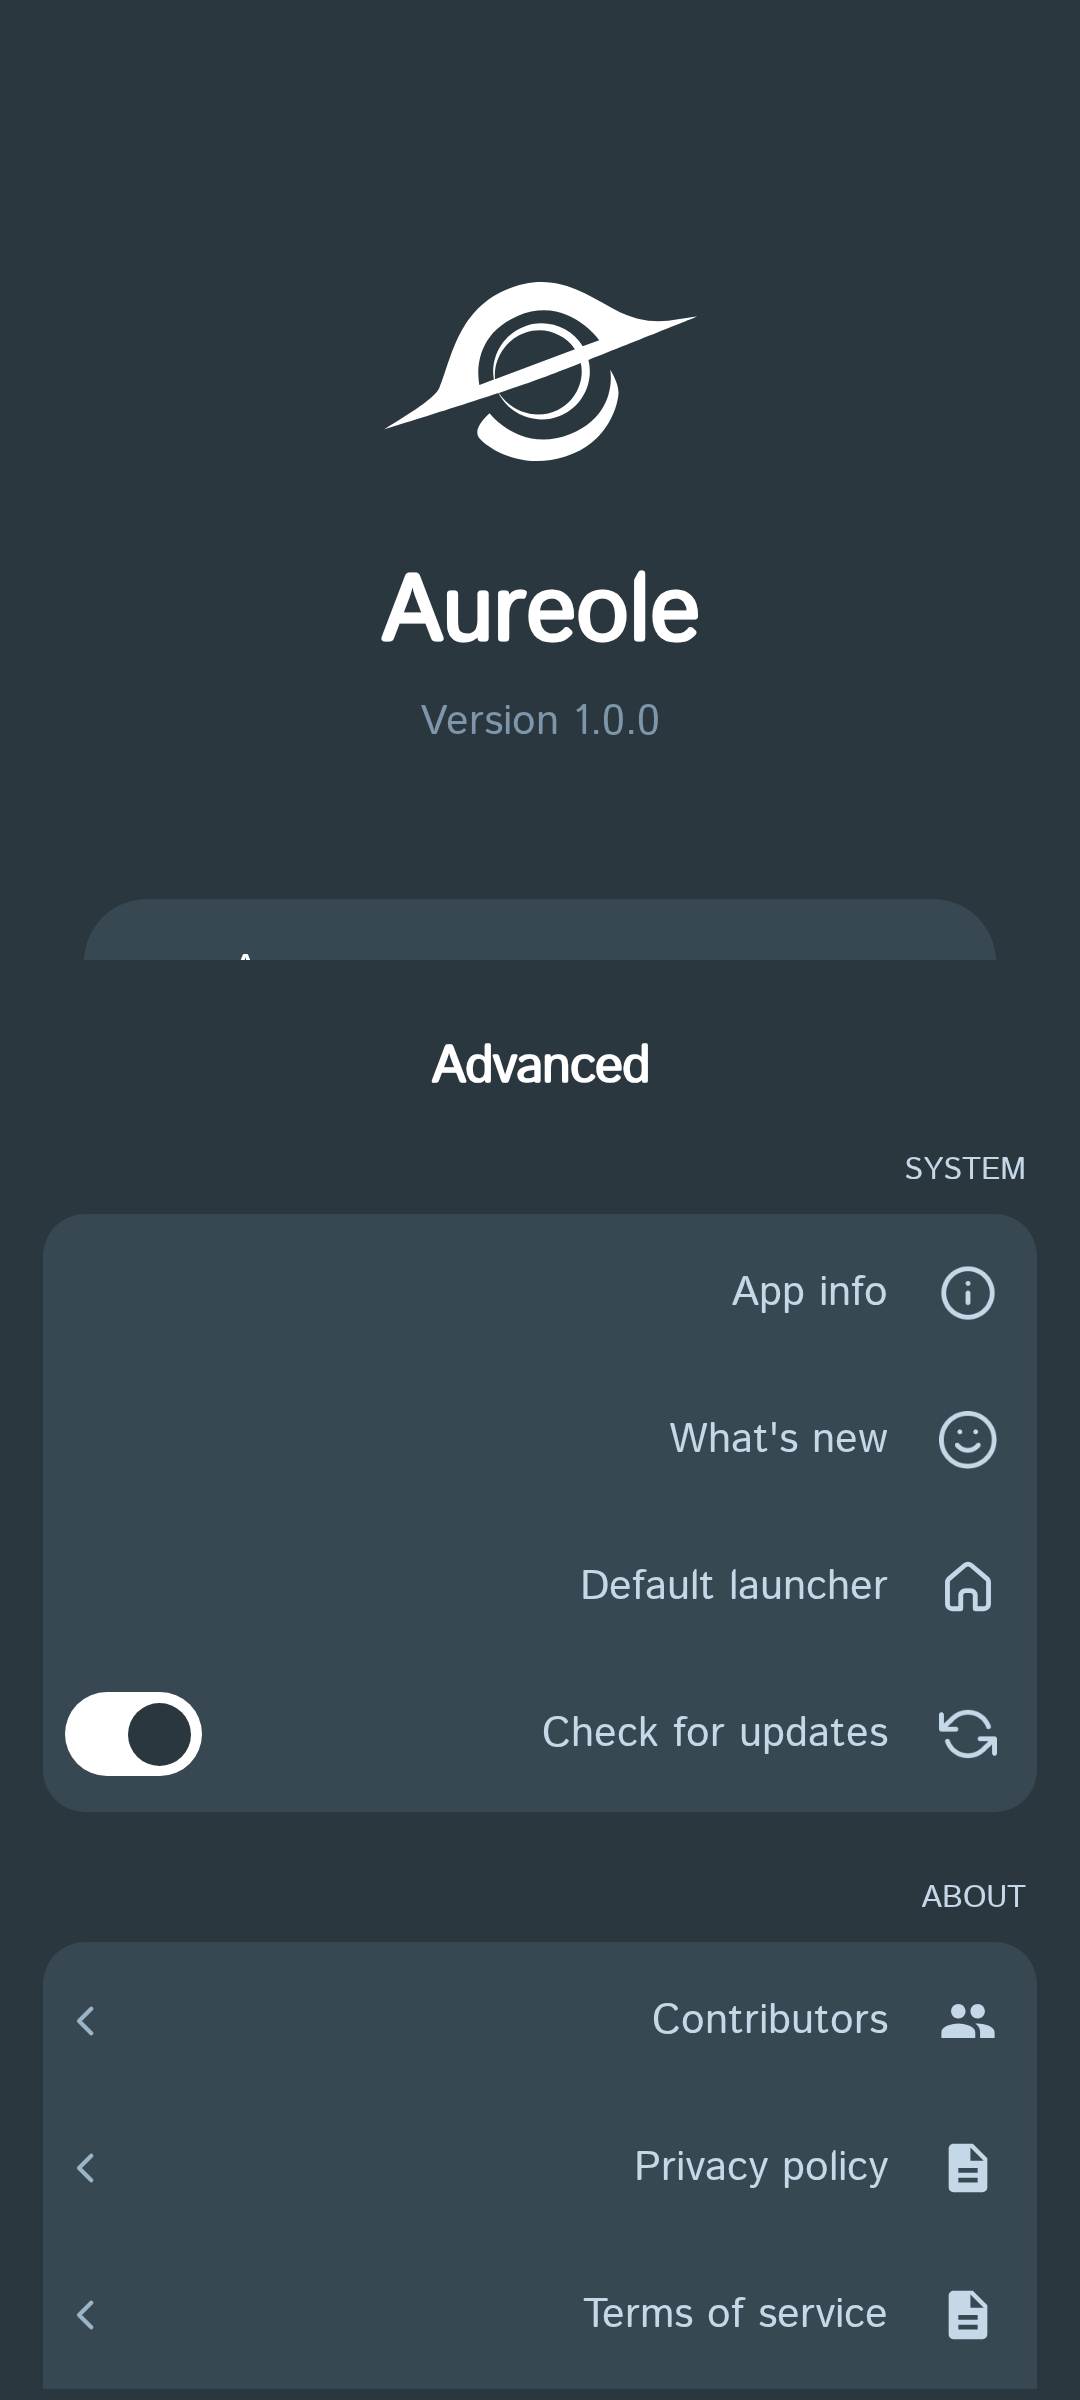 Aureole
Version 1.0.0
Advanced
SYSTEM
App info
What's new
Default launcher
Check for updates
ABOUT
Contributors
Privacy policy
Terms of service